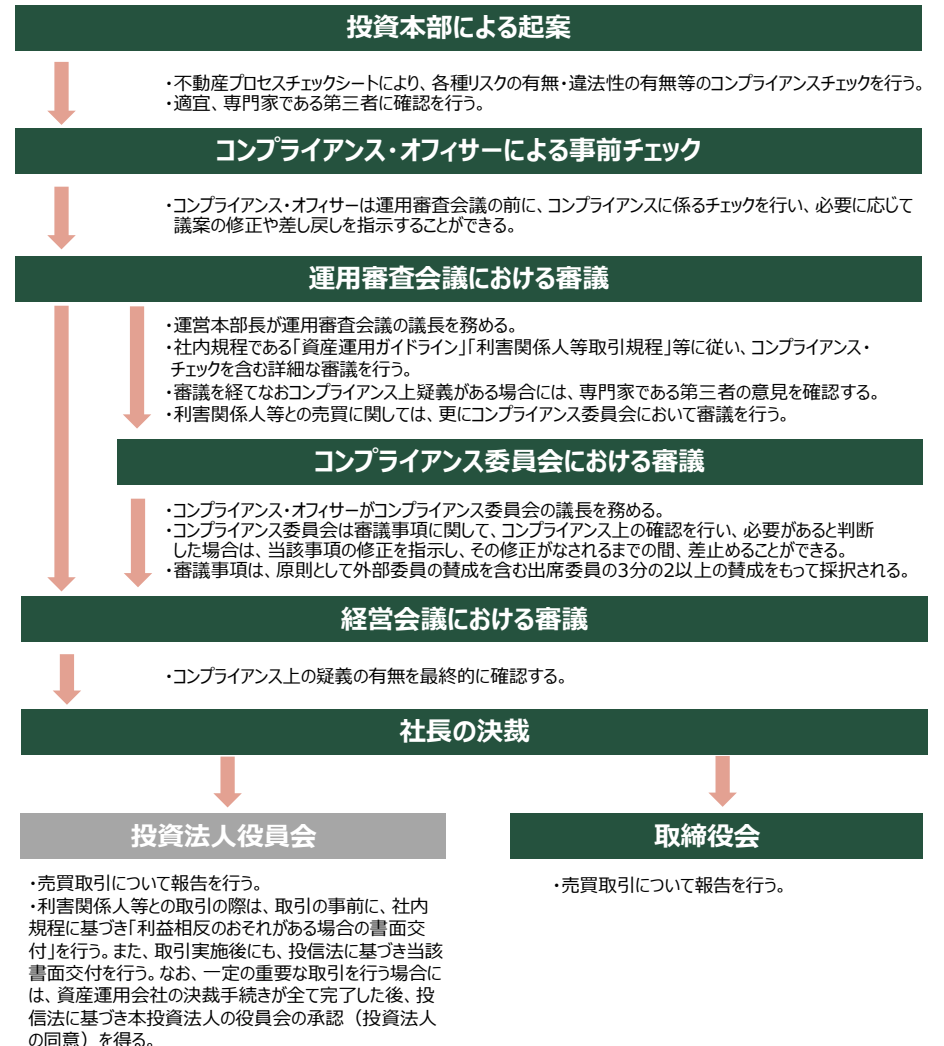 投資本部による起案
・不動産プロセスチェックシートにより、各種リスクの有無・違法性の有無等のコンプライアンスチェックを行う。
・適宜、専門家である第三者に確認を行う。
コンプライアンス・オフィサーによる事前チェック
・コンプライアンス・オフィサーは運用審査会議の前に、コンプライアンスに係るチェックを行い、必要に応じて
議案の修正や差し戻しを指示することができる。
運用審査会議における審議
・運営本部長が運用審査会議の議長を務める。
・社内規程である「資産運用ガイドライン」「利害関係人等取引規程」等に従い、コンプライアンス・
チェックを含む詳細な審議を行う。
・審議を経てなおコンプライアンス上疑義がある場合には、専門家である第三者の意見を確認する。
・利害関係人等との売買に関しては、更にコンプライアンス委員会において審議を行う。
コンプライアンス委員会における審議
・コンプライアンス・オフィサーがコンプライアンス委員会の議長を務める。
・コンプライアンス委員会は審議事項に関して、コンプライアンス上の確認を行い、必要があると判断
した場合は、当該事項の修正を指示し、その修正がなされるまでの間、差止めることができる。
・審議事項は、原則として外部委員の賛成を含む出席委員の3分の2以上の賛成をもって採択される。
経営会議における審議
・コンプライアンス上の疑義の有無を最終的に確認する。
社長の決裁
投資法人役員会
・売買取引について報告を行う。
・利害関係人等との取引の際は、取引の事前に、社内
規程に基づき「利益相反のおそれがある場合の書面交
付」を行う。また、取引実施後にも、投信法に基づき当該
書面交付を行う。なお、一定の重要な取引を行う場合に
は、資産運用会社の決裁手続きが全て完了した後、投
信法に基づき本投資法人の役員会の承認（投資法人
の同意）を得る。
取締役会
・売買取引について報告を行う。